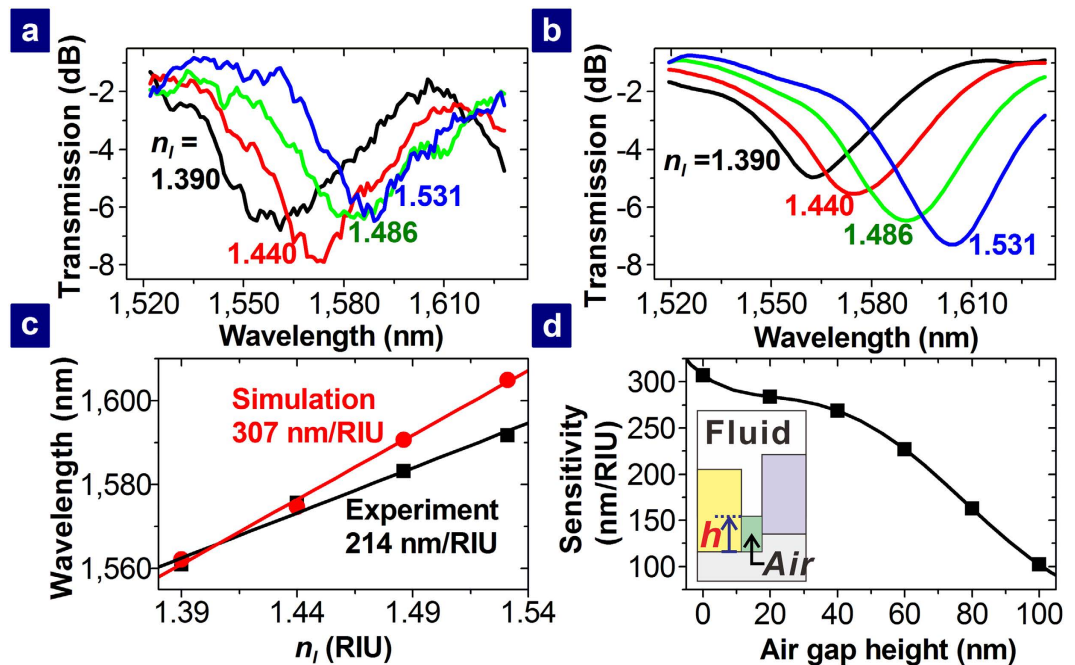 a
Transmission (dB)
-2
-4
-6
-8
n_l =
1.390
1.440
1.486
1.531
1,520
1,550
1,580
1,610
Wavelength (nm)
b
Transmission (dB)
-2
-4
-6
-8
n_l =1.390
1.440
1.486
1.531
1,520
1,550
1,580
1,610
Wavelength (nm)
c
Wavelength (nm)
1,600
1,580
1,560
Simulation
307 nm/RIU
Experiment
214 nm/RIU
1.39
1.44
1.49
1.54
n_l (RIU)
d
Sensitivity
(nm/RIU)
300
250
200
150
100
Fluid
h
Air
0
20
40
60
80
100
Air gap height (nm)